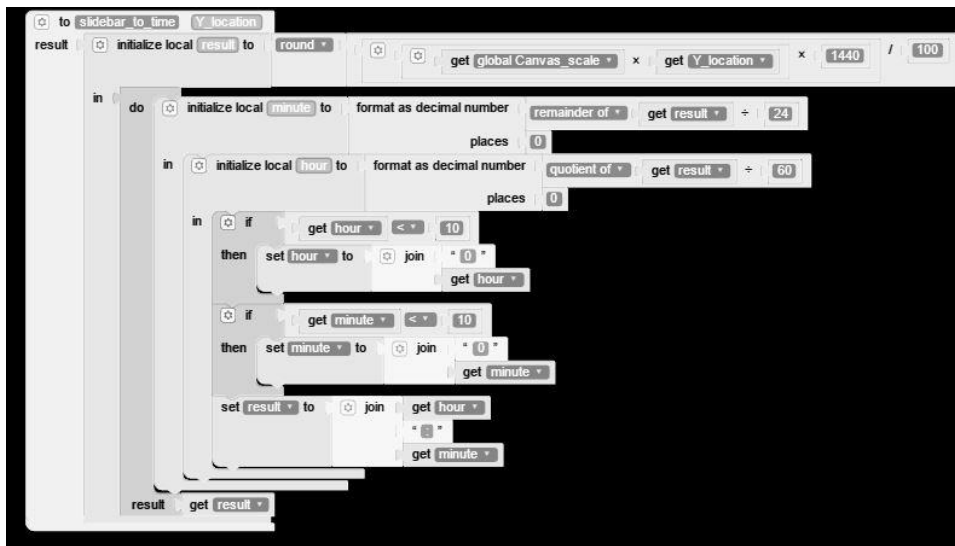 to slidebar_to_time Y_location
result initialize local result to round
get global Canvas_scale × get Y_location × 1440 / 100
in do initialize local minute to format as decimal number remainder of get result ÷ 24
places 0
in initialize local hour to format as decimal number quotient of get result ÷ 60
places 0
in if get hour < 10
then set hour to join " 0 "
get hour
if get minute < 10
then set minute to join " 0 "
get minute
set result to join get hour
" : "
get minute
result get result